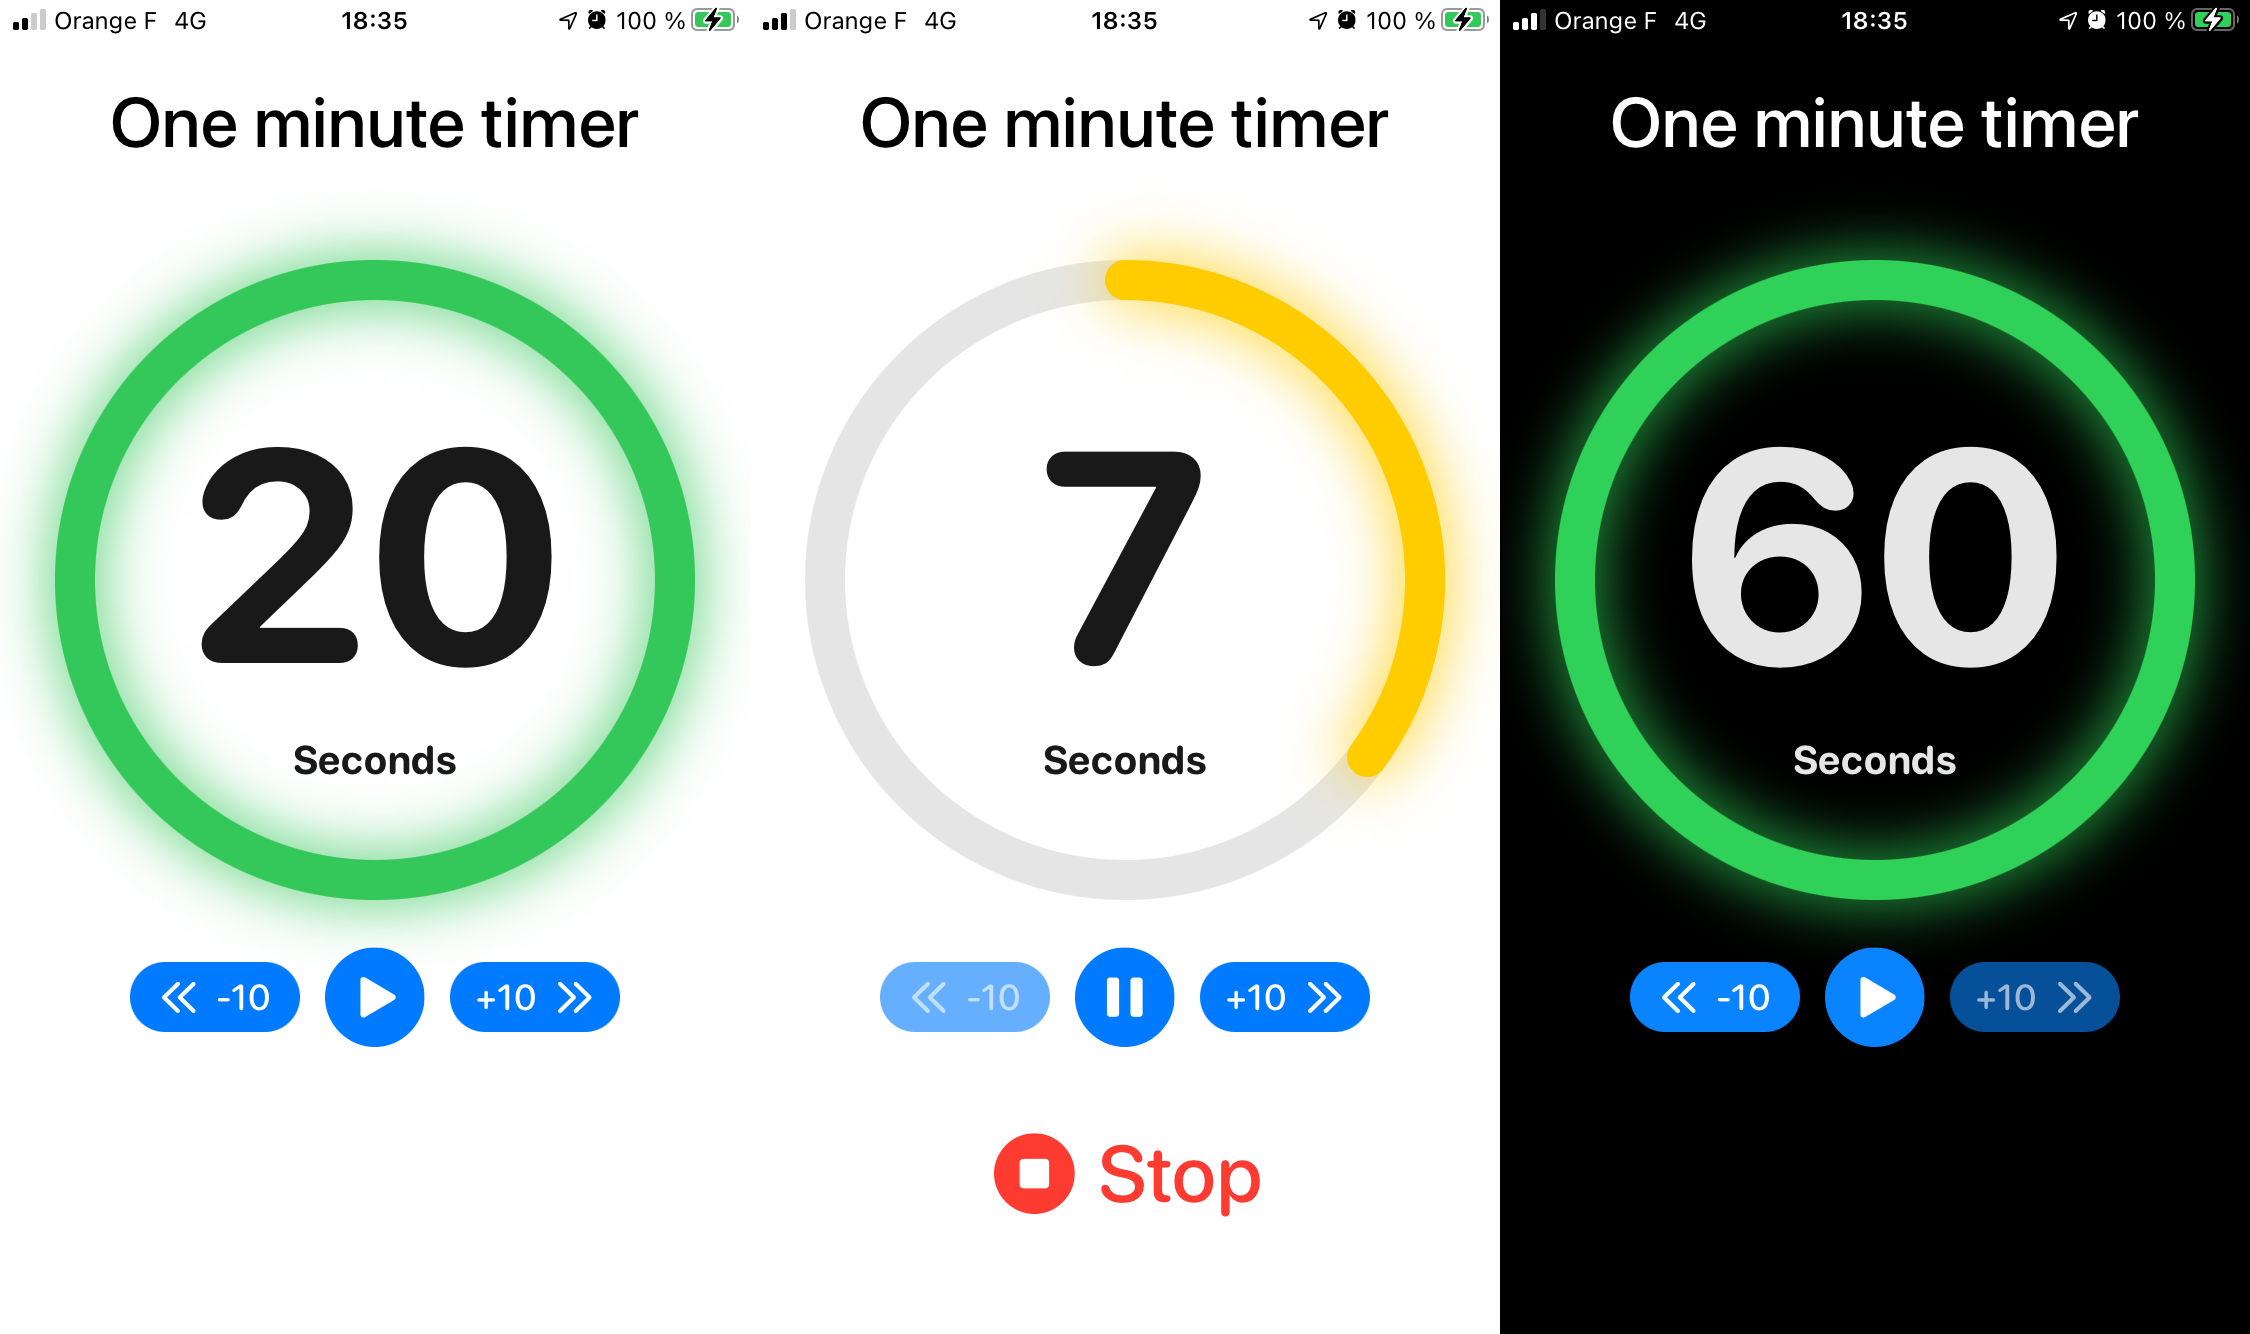 Orange F 4G 18:35 100 %
One minute timer
20
Seconds
-10
+10
Orange F 4G 18:35 100 %
One minute timer
7
Seconds
-10
+10
Stop
Orange F 4G 18:35 100 %
One minute timer
60
Seconds
-10
+10